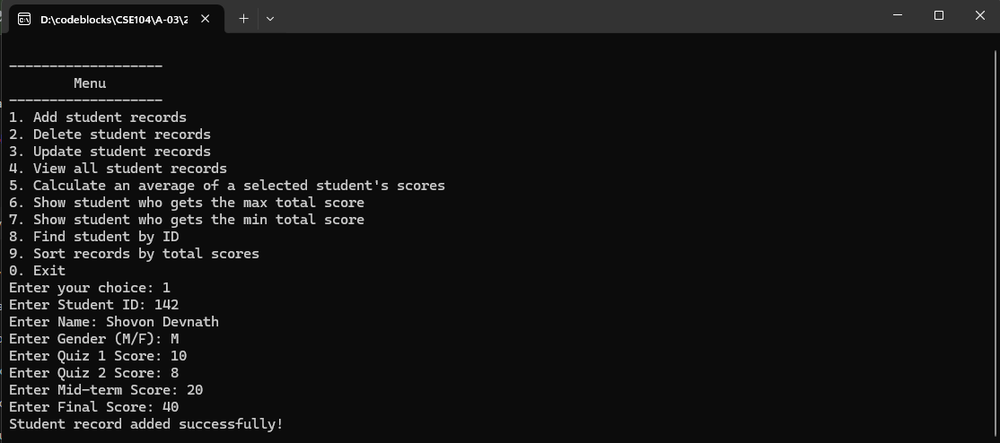 D:\codeblocks\CSE104\A-03\2
-------------------
Menu
-------------------
1. Add student records
2. Delete student records
3. Update student records
4. View all student records
5. Calculate an average of a selected student's scores
6. Show student who gets the max total score
7. Show student who gets the min total score
8. Find student by ID
9. Sort records by total scores
0. Exit
Enter your choice: 1
Enter Student ID: 142
Enter Name: Shovon Devnath
Enter Gender (M/F): M
Enter Quiz 1 Score: 10
Enter Quiz 2 Score: 8
Enter Mid-term Score: 20
Enter Final Score: 40
Student record added successfully!